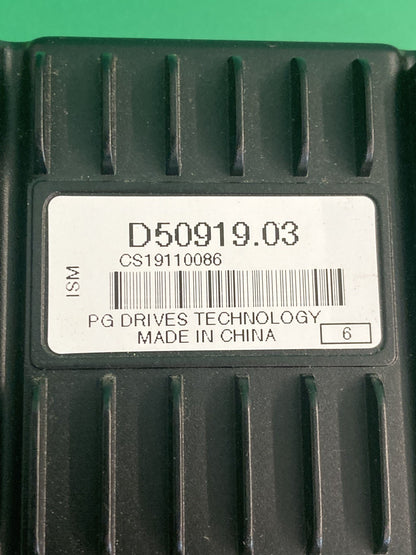 D50919.03
CS19110086
ISM
PG DRIVES TECHNOLOGY
MADE IN CHINA
6